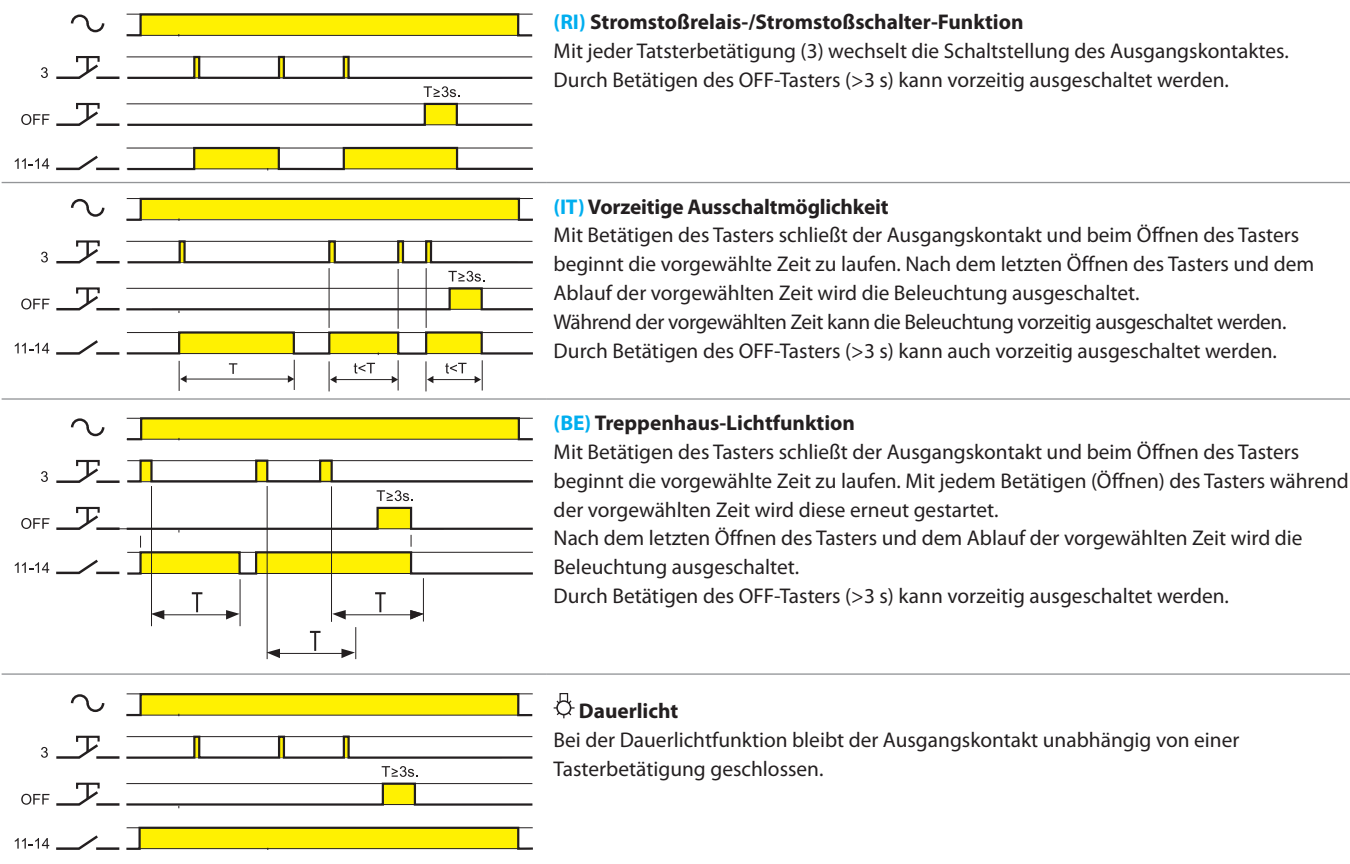 (RI) Stromstoßrelais-/Stromstoßschalter-Funktion
Mit jeder Tatsterbetätigung (3) wechselt die Schaltstellung des Ausgangskontaktes.
Durch Betätigen des OFF-Tasters (>3 s) kann vorzeitig ausgeschaltet werden.
3
T≥3s.
OFF
11-14
(IT) Vorzeitige Ausschaltmöglichkeit
Mit Betätigen des Tasters schließt der Ausgangskontakt und beim Öffnen des Tasters
beginnt die vorgewählte Zeit zu laufen. Nach dem letzten Öffnen des Tasters und dem
Ablauf der vorgewählten Zeit wird die Beleuchtung ausgeschaltet.
Während der vorgewählten Zeit kann die Beleuchtung vorzeitig ausgeschaltet werden.
Durch Betätigen des OFF-Tasters (>3 s) kann auch vorzeitig ausgeschaltet werden.
3
T≥3s.
OFF
11-14
T t<T t<T
(BE) Treppenhaus-Lichtfunktion
Mit Betätigen des Tasters schließt der Ausgangskontakt und beim Öffnen des Tasters
beginnt die vorgewählte Zeit zu laufen. Mit jedem Betätigen (Öffnen) des Tasters während
der vorgewählten Zeit wird diese erneut gestartet.
Nach dem letzten Öffnen des Tasters und dem Ablauf der vorgewählten Zeit wird die
Beleuchtung ausgeschaltet.
Durch Betätigen des OFF-Tasters (>3 s) kann vorzeitig ausgeschaltet werden.
3
T≥3s.
OFF
11-14
T T
T
Dauerlicht
Bei der Dauerlichtfunktion bleibt der Ausgangskontakt unabhängig von einer
Tasterbetätigung geschlossen.
3
T≥3s.
OFF
11-14